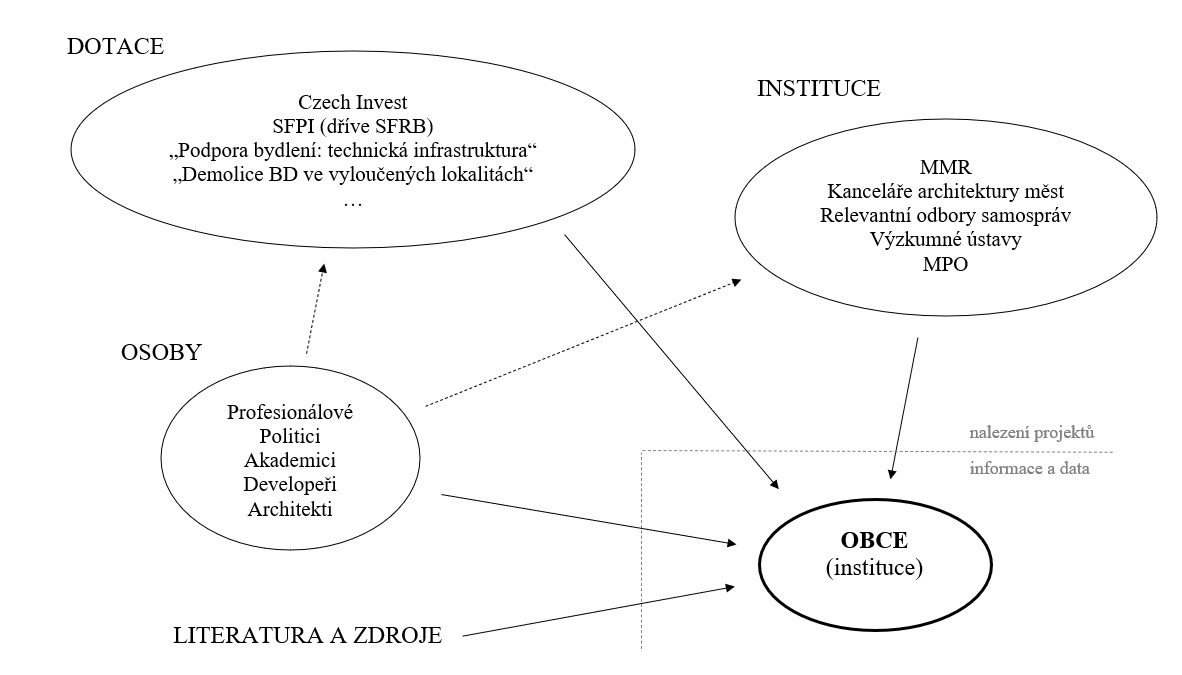 DOTACE
Czech Invest
SFPI (dříve SFRB)
„Podpora bydlení: technická infrastruktura“
„Demolice BD ve vyloučených lokalitách“
…
INSTITUCE
MMR
Kanceláře architektury měst
Relevantní odbory samospráv
Výzkumné ústavy
MPO
OSOBY
Profesionálové
Politici
Akademici
Developeři
Architekti
nalezení projektů
informace a data
OBCE
(instituce)
LITERATURA A ZDROJE